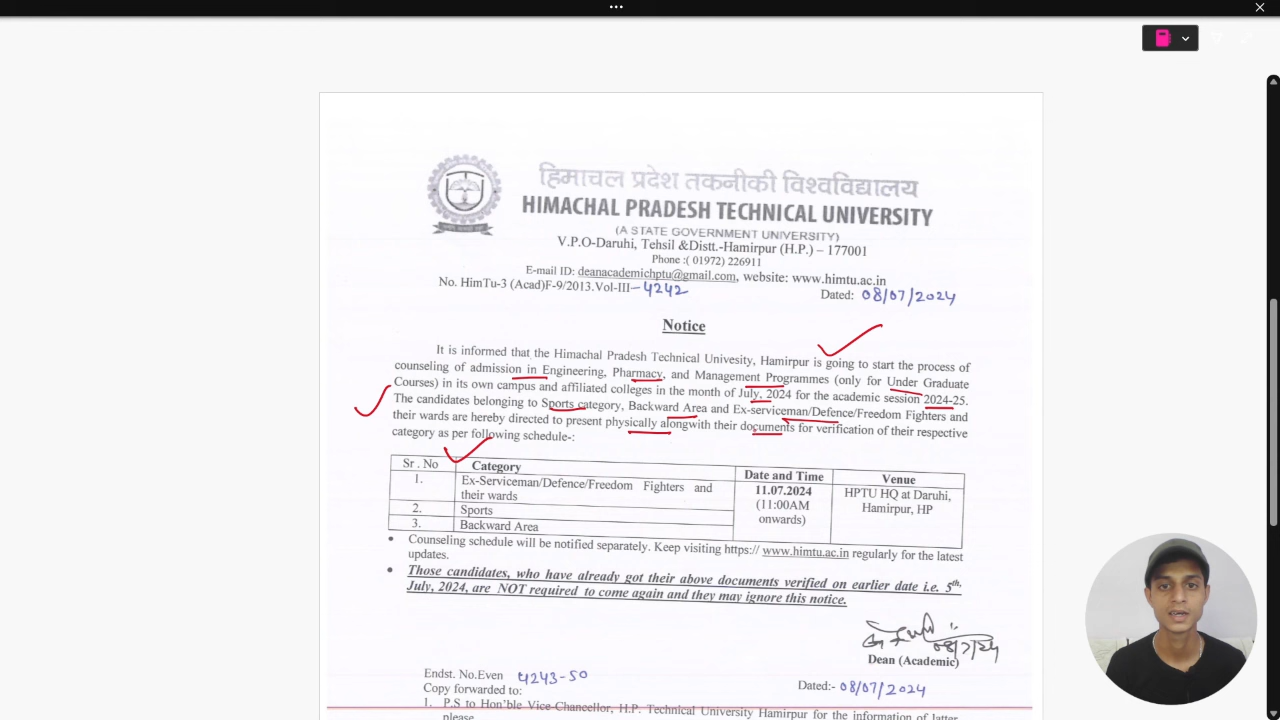 हिमाचल प्रदेश तकनीकी विश्वविद्यालय
HIMACHAL PRADESH TECHNICAL UNIVERSITY
(A STATE GOVERNMENT UNIVERSITY)
V.P.O-Daruhi, Tehsil &Distt.-Hamirpur (H.P.) – 177001
Phone :( 01972) 226911
E-mail ID: deanacademichptu@gmail.com, website: www.himtu.ac.in
No. HimTu-3 (Acad)F-9/2013.Vol-III–4242
Dated: 08/07/2024
Notice
It is informed that the Himachal Pradesh Technical Univesity, Hamirpur is going to start the process of
counseling of admission in Engineering, Pharmacy, and Management Programmes (only for Under Graduate
Courses) in its own campus and affiliated colleges in the month of July, 2024 for the academic session 2024-25.
The candidates belonging to Sports category, Backward Area and Ex-serviceman/Defence/Freedom Fighters and
their wards are hereby directed to present physically alongwith their documents for verification of their respective
category as per following schedule-:
Sr . No Category Date and Time Venue
1. Ex-Serviceman/Defence/Freedom Fighters and their wards 11.07.2024 (11:00AM onwards) HPTU HQ at Daruhi, Hamirpur, HP
2. Sports
3. Backward Area
• Counseling schedule will be notified separately. Keep visiting https:// www.himtu.ac.in regularly for the latest
updates.
• Those candidates, who have already got their above documents verified on earlier date i.e. 5th,
July, 2024, are NOT required to come again and they may ignore this notice.
08/7/24
Dean (Academic)
Endst. No.Even 4243-50
Dated:- 08/07/2024
Copy forwarded to:
1. P.S to Hon'ble Vice-Chancellor, H.P. Technical University Hamirpur for the information of latter
please.